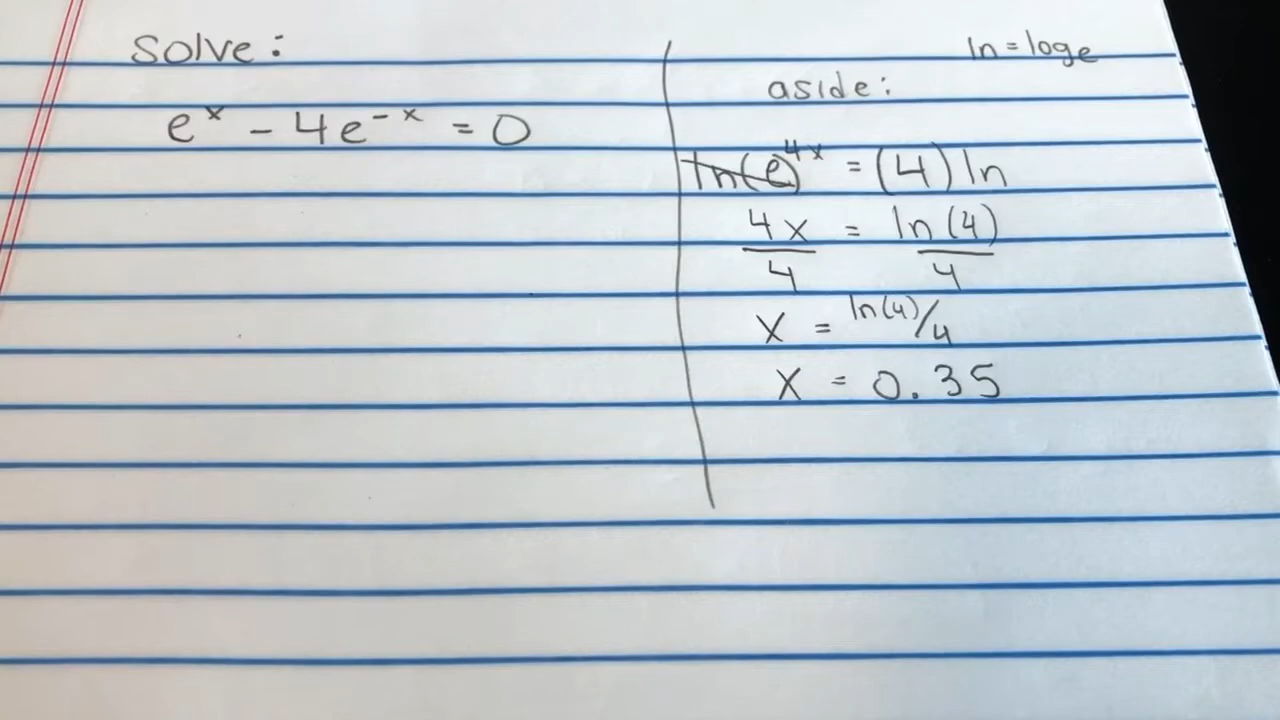 Solve:
e^x - 4e^-x = 0
ln = log_e
aside:
ln(e)^4x = (4) ln
4x/4 = ln(4)/4
x = ln(4)/4
x = 0.35